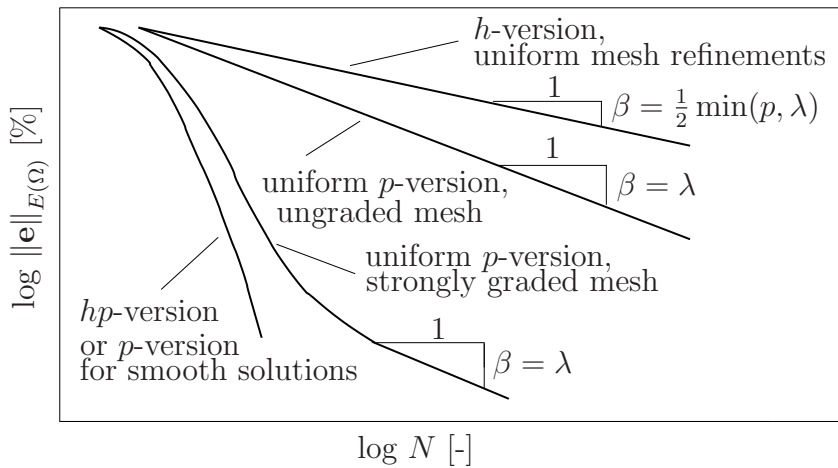 h-version,
uniform mesh refinements
1
β = ½ min(p, λ)
1
β = λ
uniform p-version,
ungraded mesh
uniform p-version,
strongly graded mesh
hp-version
or p-version
for smooth solutions
1
β = λ
log ||e||_{E(Ω)} [%]
log N [-]